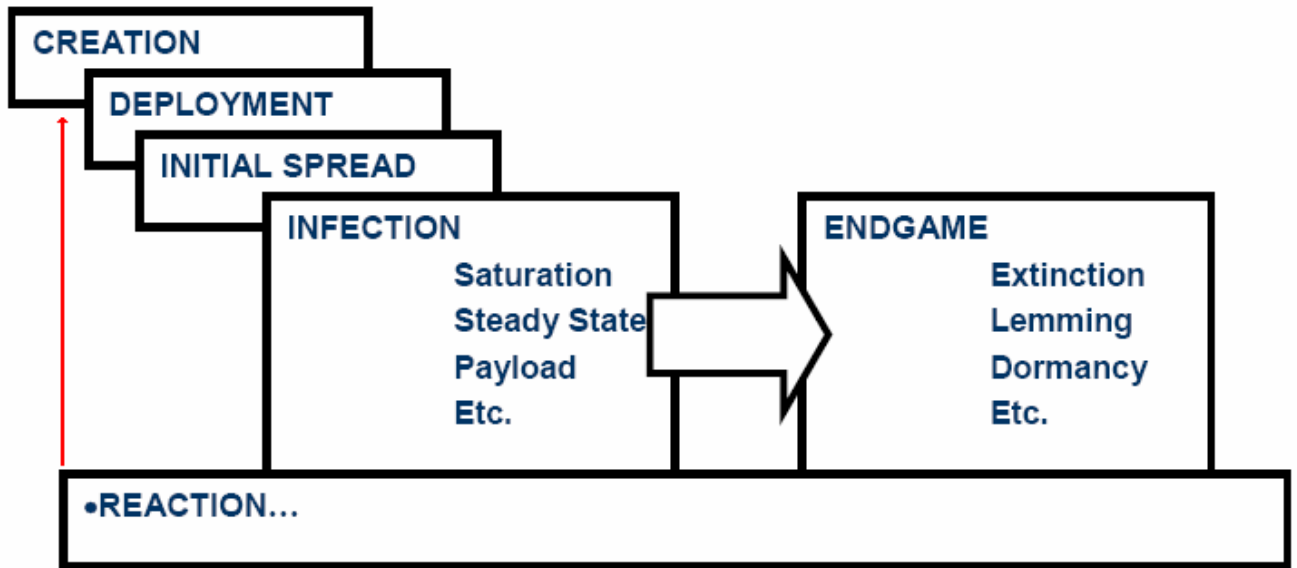 CREATION
DEPLOYMENT
INITIAL SPREAD
INFECTION
Saturation
Steady State
Payload
Etc.
ENDGAME
Extinction
Lemming
Dormancy
Etc.
•REACTION...